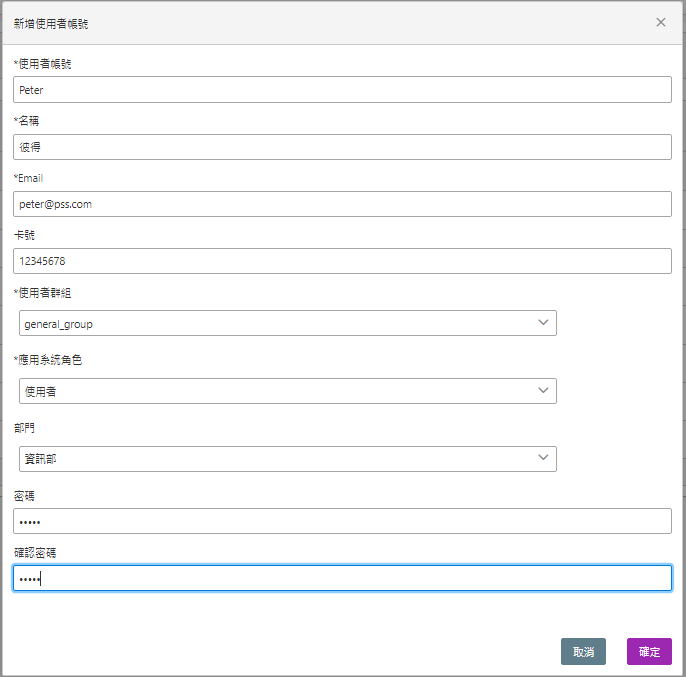 新增使用者帳號
*使用者帳號
Peter
*名稱
彼得
*Email
peter@pss.com
卡號
12345678
*使用者群組
general_group
*應用系統角色
使用者
部門
資訊部
密碼
•••••
確認密碼
•••••
取消 確定